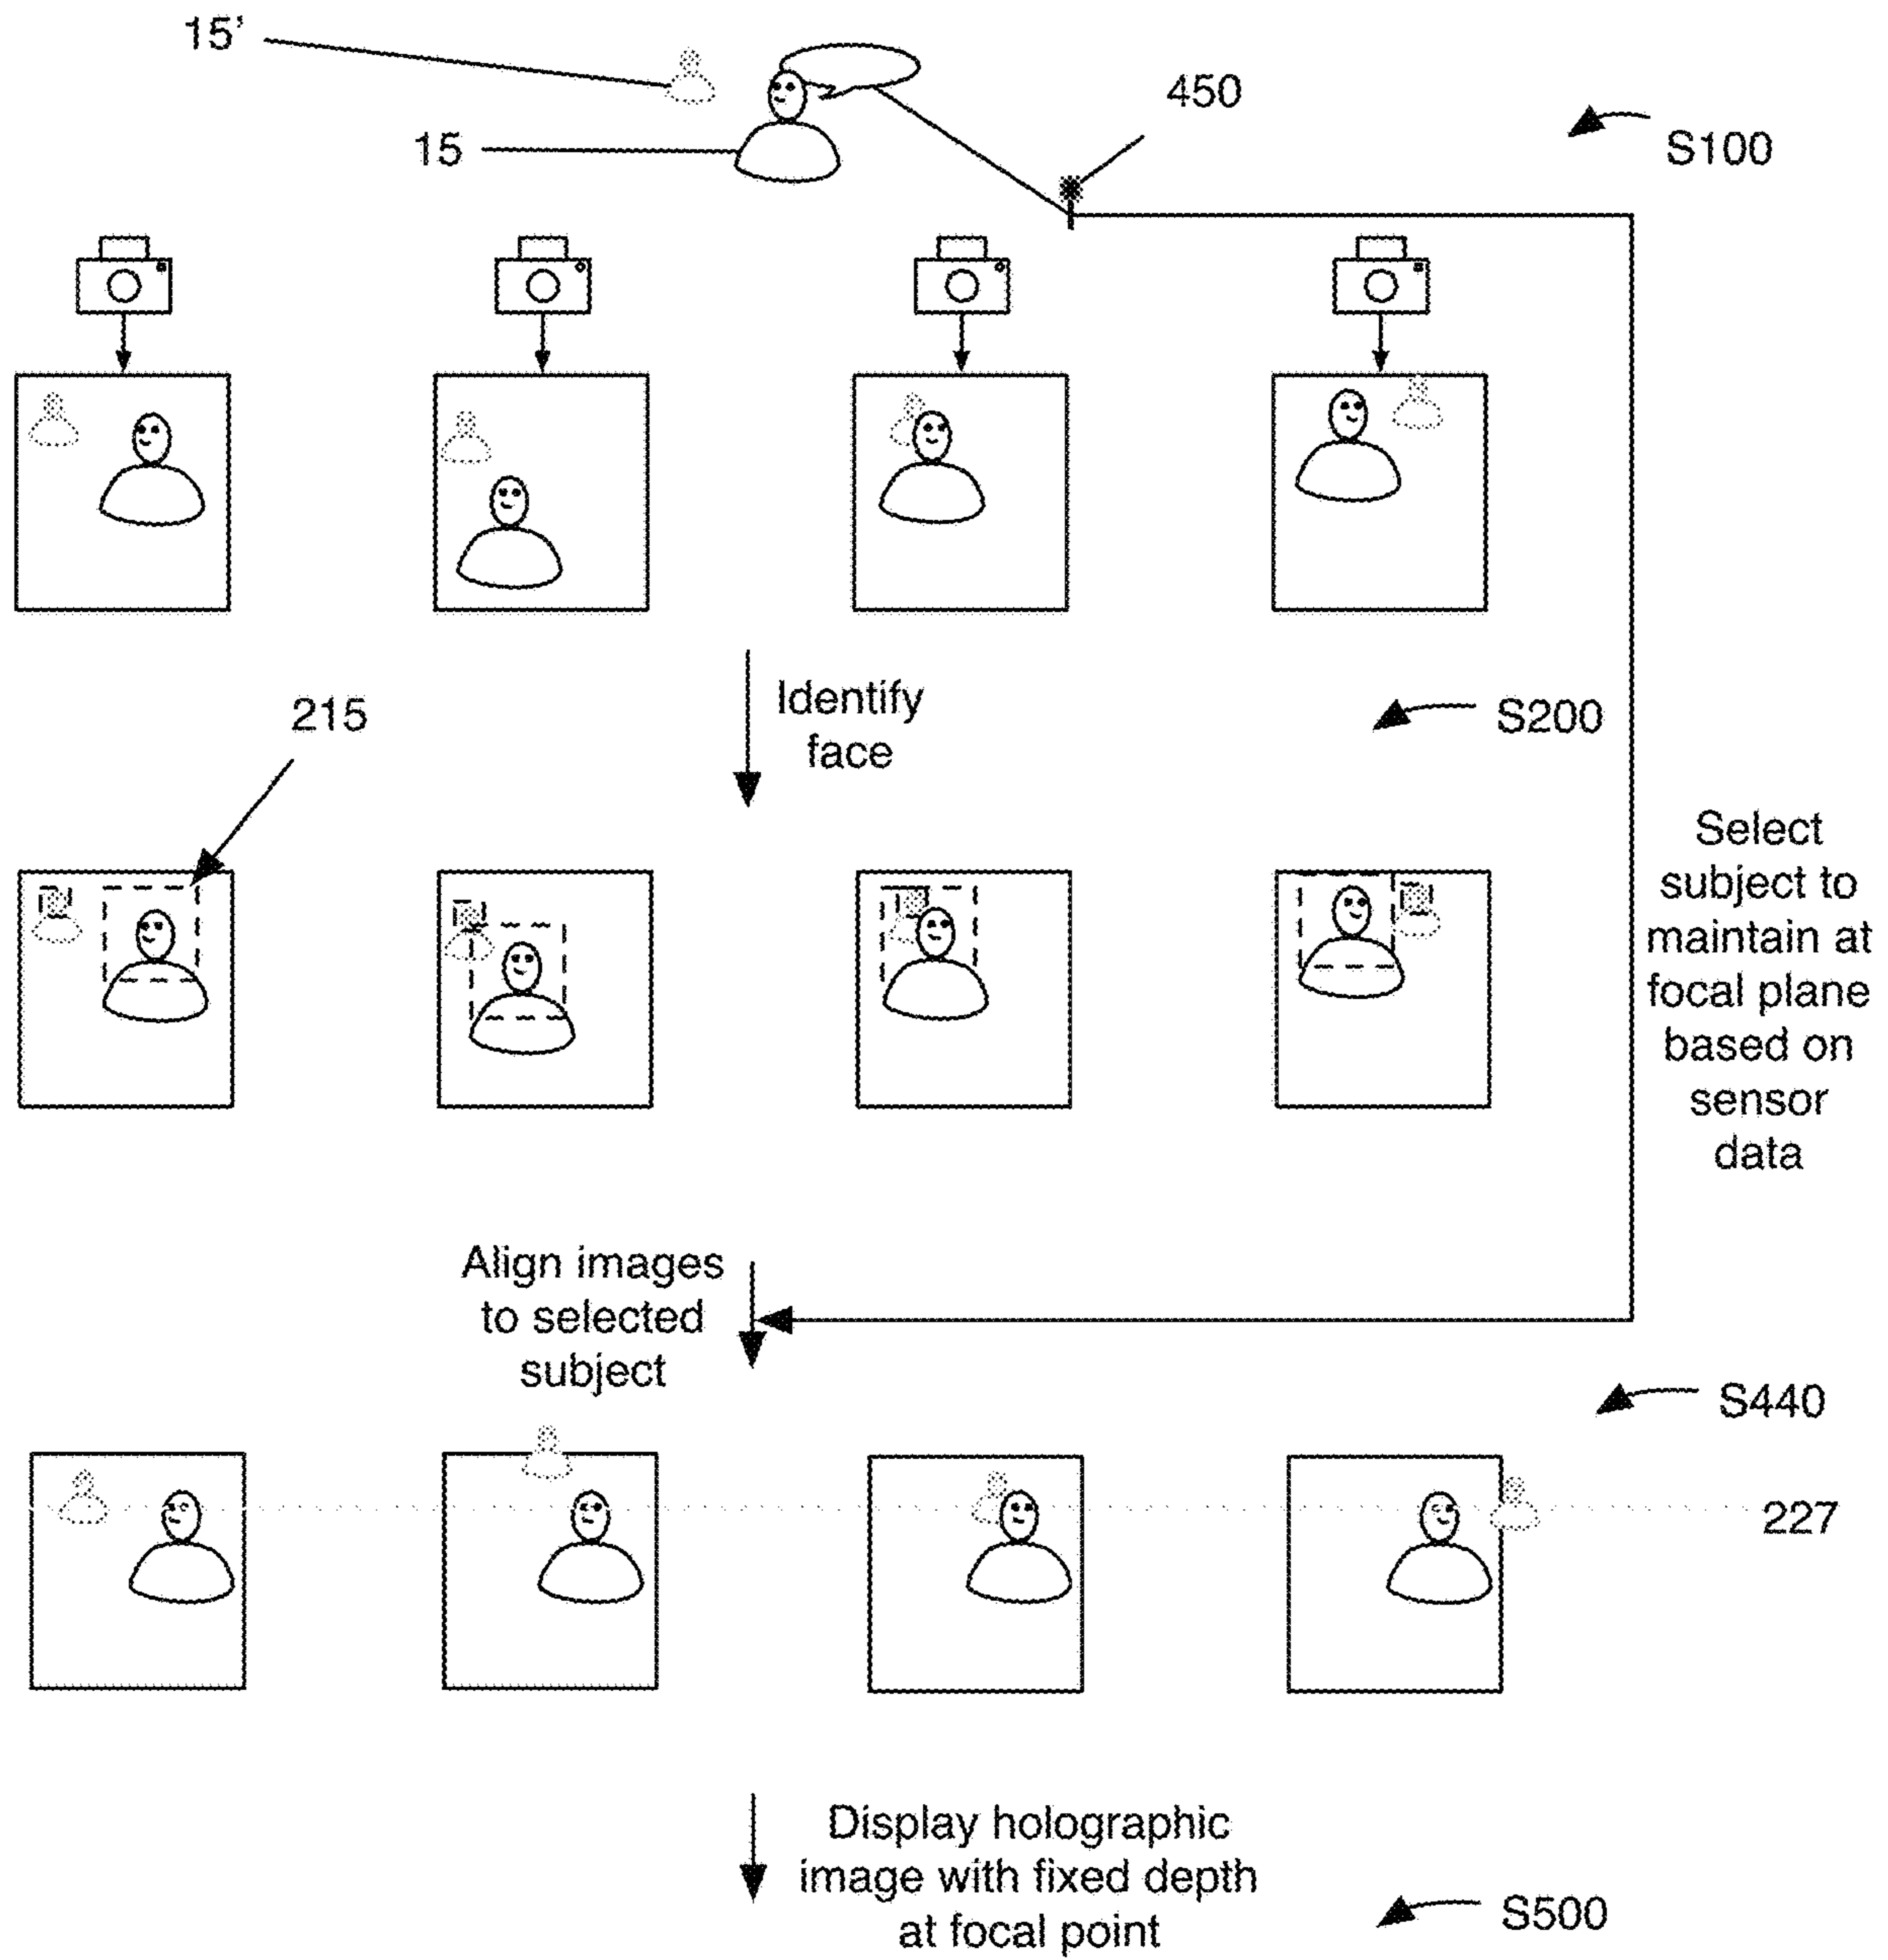 15'
450
15
S100
Identify
face
S200
215
Select
subject to
maintain at
focal plane
based on
sensor
data
Align images
to selected
subject
S440
227
Display holographic
image with fixed depth
at focal point
S500